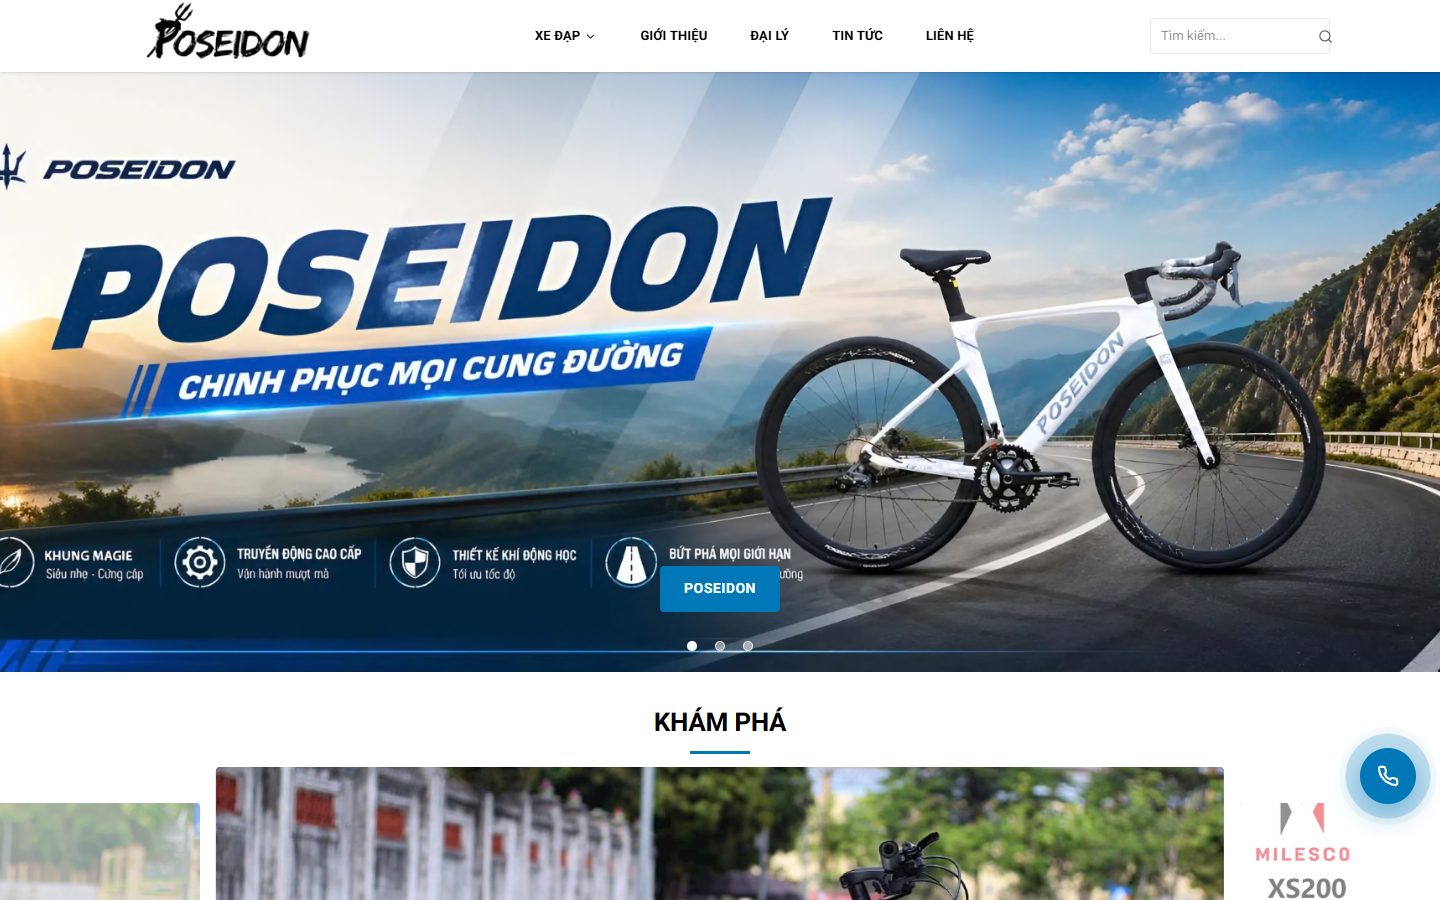 POSEIDON
XE ĐẠP
GIỚI THIỆU
ĐẠI LÝ
TIN TỨC
LIÊN HỆ
Tìm kiếm...
POSEIDON
POSEIDON
CHINH PHỤC MỌI CUNG ĐƯỜNG
POSEIDON
KHUNG MAGIE
Siêu nhẹ - Cứng cáp
TRUYỀN ĐỘNG CAO CẤP
Vận hành mượt mà
THIẾT KẾ KHÍ ĐỘNG HỌC
Tối ưu tốc độ
BỨT PHÁ MỌI GIỚI HẠN
POSEIDON
KHÁM PHÁ
MILESCO
XS200